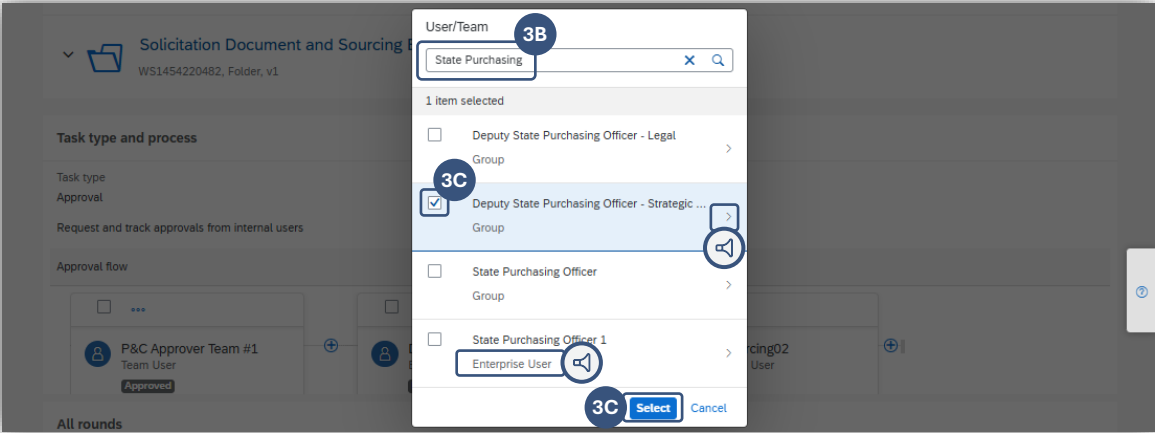 User/Team
3B
State Purchasing
1 item selected
Deputy State Purchasing Officer - Legal
Group
3C
Deputy State Purchasing Officer - Strategic ...
Group
State Purchasing Officer
Group
State Purchasing Officer 1
Enterprise User
3C
Select
Cancel
Solicitation Document and Sourcing
WS1454220482, Folder, v1
Task type and process
Task type
Approval
Request and track approvals from internal users
Approval flow
P&C Approver Team #1
Team User
Approved
rcing02
User
All rounds